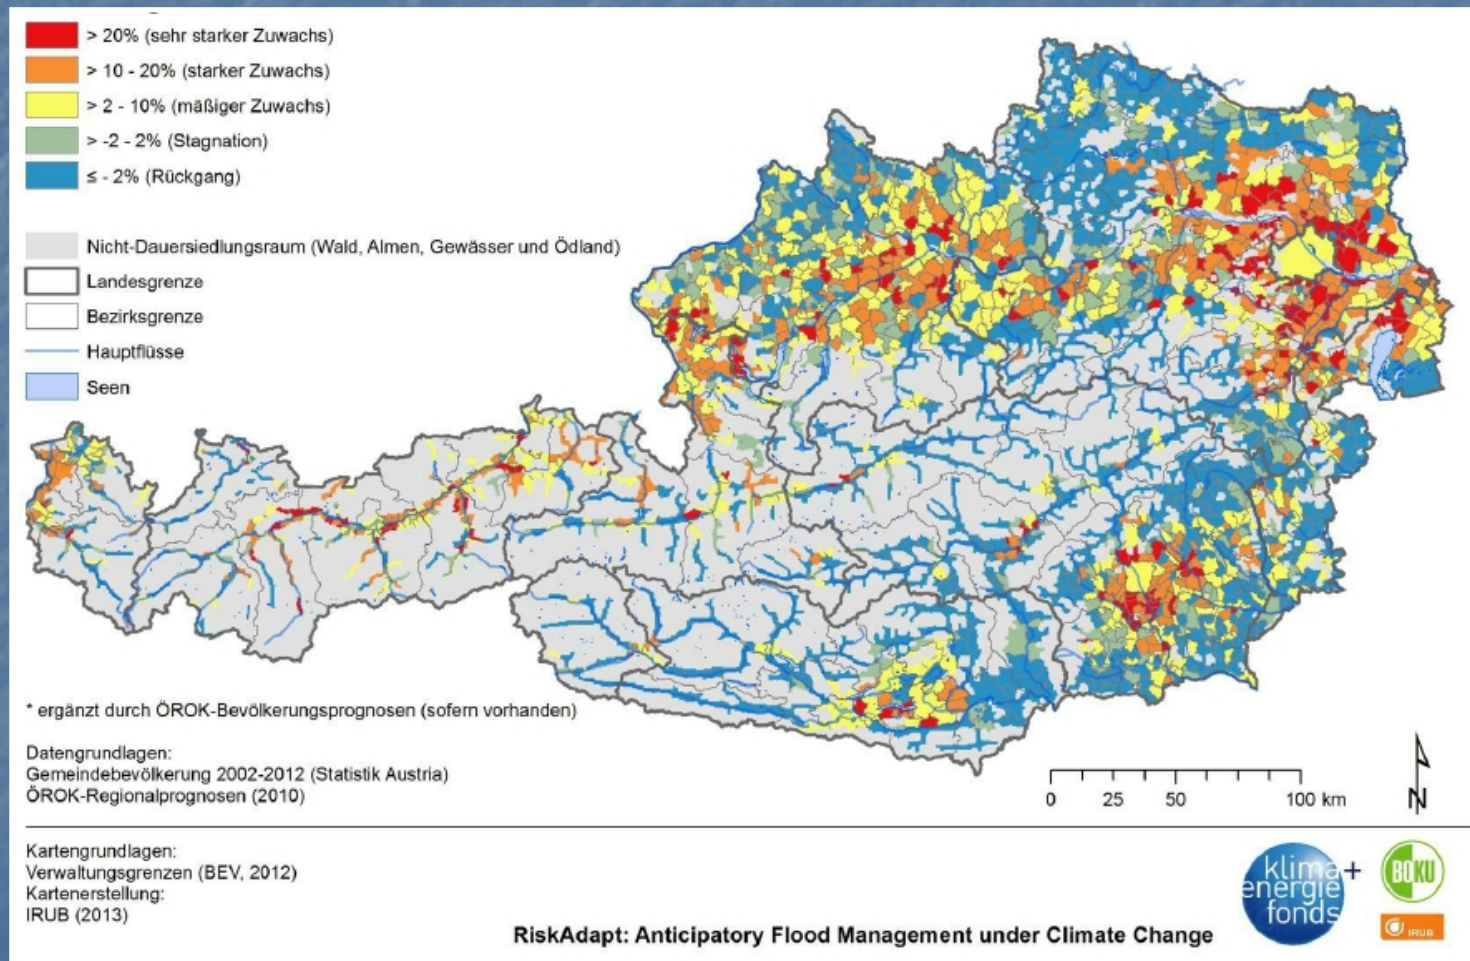 > 20% (sehr starker Zuwachs)
> 10 - 20% (starker Zuwachs)
> 2 - 10% (mäßiger Zuwachs)
> -2 - 2% (Stagnation)
≤ - 2% (Rückgang)
Nicht-Dauersiedlungsraum (Wald, Almen, Gewässer und Ödland)
Landesgrenze
Bezirksgrenze
Hauptflüsse
Seen
* ergänzt durch ÖROK-Bevölkerungsprognosen (sofern vorhanden)
Datengrundlagen:
Gemeindebevölkerung 2002-2012 (Statistik Austria)
ÖROK-Regionalprognosen (2010)
0 25 50 100 km
N
Kartengrundlagen:
Verwaltungsgrenzen (BEV, 2012)
Kartenerstellung:
IRUB (2013)
RiskAdapt: Anticipatory Flood Management under Climate Change
klima+
energie
fonds
BOKU
IRUB